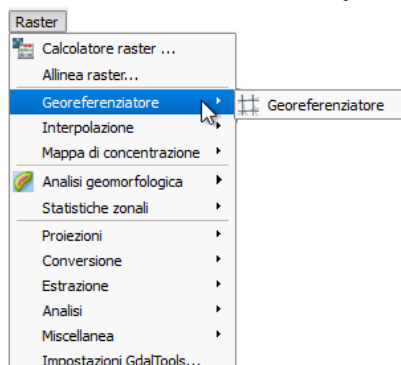 Raster
Calcolatore raster ...
Allinea raster...
Georeferenziatore
Georeferenziatore
Interpolazione
Mappa di concentrazione
Analisi geomorfologica
Statistiche zonali
Proiezioni
Conversione
Estrazione
Analisi
Miscellanea
Impostazioni GdalTools...